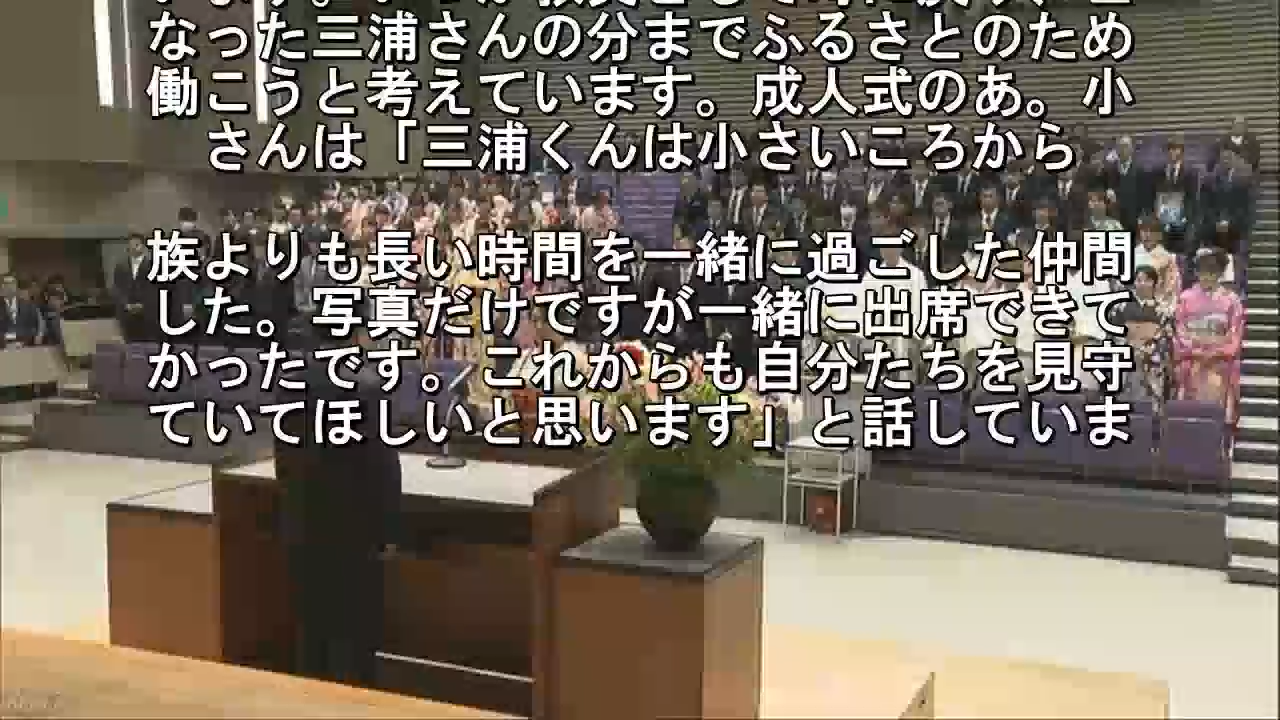 なった三浦さんの分までふるさとのため
働こうと考えています。成人式のあ。小
さんは「三浦くんは小さいころから
族よりも長い時間を一緒に過ごした仲間
した。写真だけですが一緒に出席できて
かったです。これからも自分たちを見守
ていてほしいと思います」と話していま